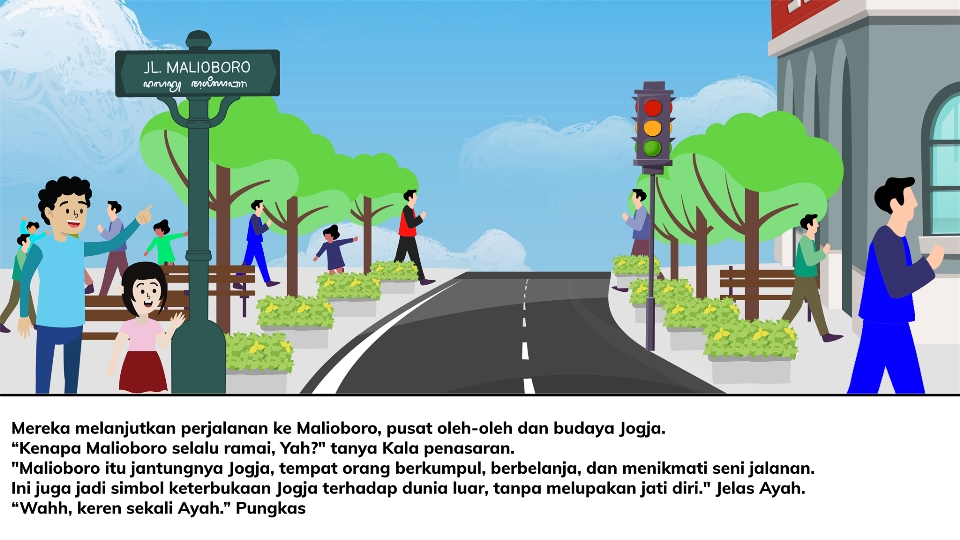 JL. MALIOBORO
Mereka melanjutkan perjalanan ke Malioboro, pusat oleh-oleh dan budaya Jogja.
“Kenapa Malioboro selalu ramai, Yah?" tanya Kala penasaran.
"Malioboro itu jantungnya Jogja, tempat orang berkumpul, berbelanja, dan menikmati seni jalanan.
Ini juga jadi simbol keterbukaan Jogja terhadap dunia luar, tanpa melupakan jati diri." Jelas Ayah.
“Wahh, keren sekali Ayah.” Pungkas